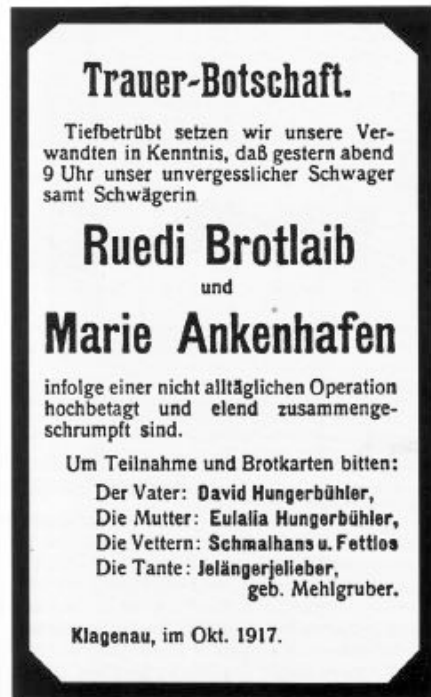 Trauer-Botschaft.
Tiefbetrübt setzen wir unsere Ver-
wandten in Kenntnis, daß gestern abend
9 Uhr unser unvergesslicher Schwager
samt Schwägerin
Ruedi Brotlaib
und
Marie Ankenhafen
infolge einer nicht alltäglichen Operation
hochbetagt und elend zusammenge-
schrumpft sind.
Um Teilnahme und Brotkarten bitten:
Der Vater: David Hungerbühler,
Die Mutter: Eulalia Hungerbühler,
Die Vettern: Schmalhans u. Fettlos
Die Tante: Jelängerjelieber,
geb. Mehlgruber.
Klagenau, im Okt. 1917.